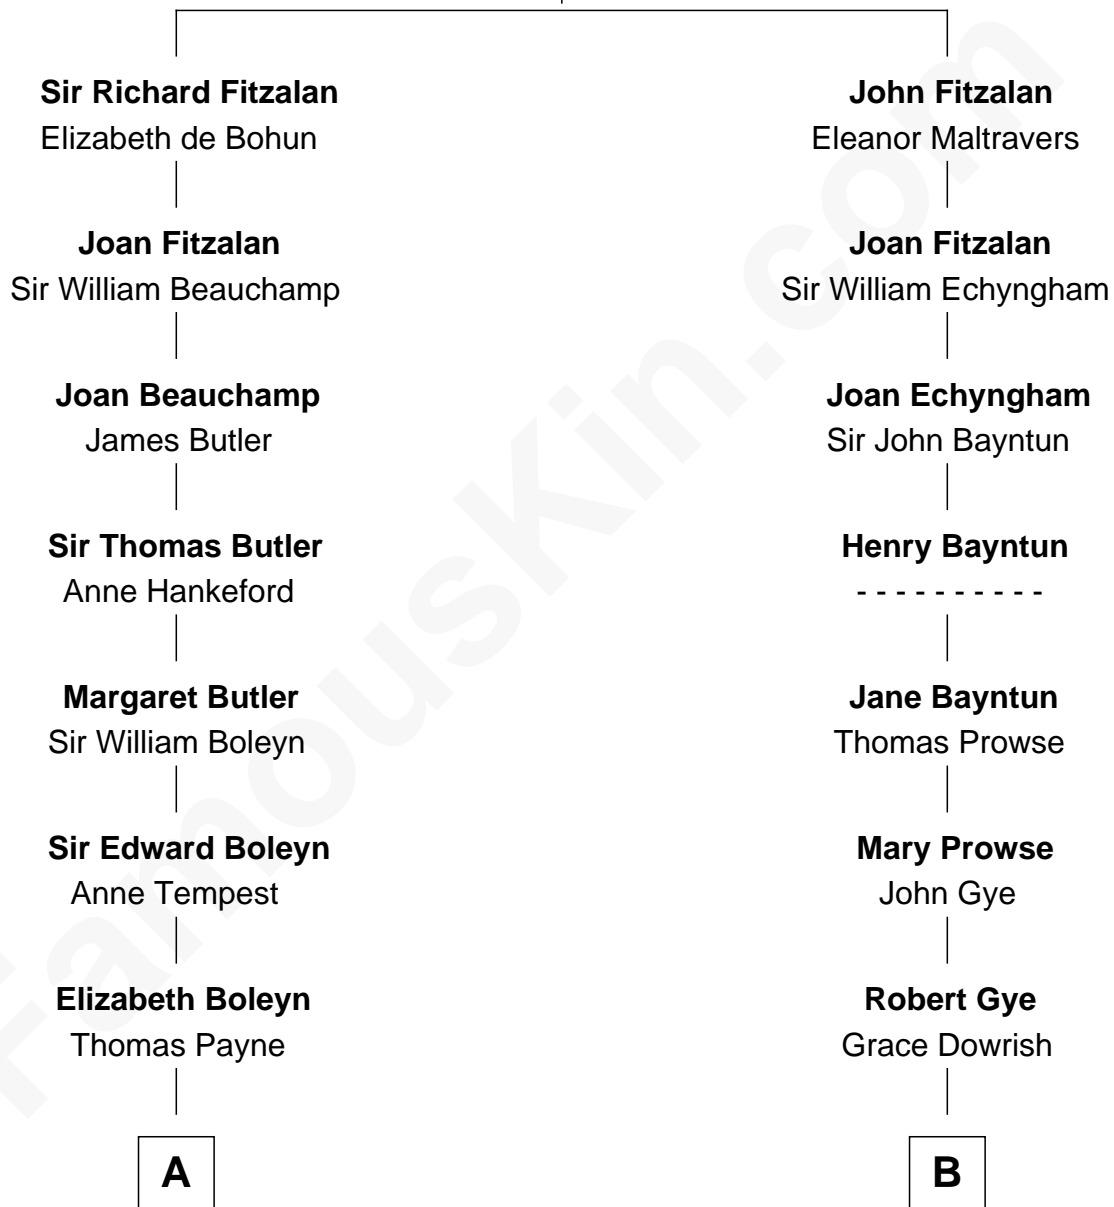 Sir Richard Fitzalan
Elizabeth de Bohun
Joan Fitzalan
Sir William Beauchamp
Joan Beauchamp
James Butler
Sir Thomas Butler
Anne Hankeford
Margaret Butler
Sir William Boleyn
Sir Edward Boleyn
Anne Tempest
Elizabeth Boleyn
Thomas Payne
A
John Fitzalan
Eleanor Maltravers
Joan Fitzalan
Sir William Echyngham
Joan Echyngham
Sir John Bayntun
Henry Bayntun
- - - - - - - - - -
Jane Bayntun
Thomas Prowse
Mary Prowse
John Gye
Robert Gye
Grace Dowrish
B
FamousKin.com